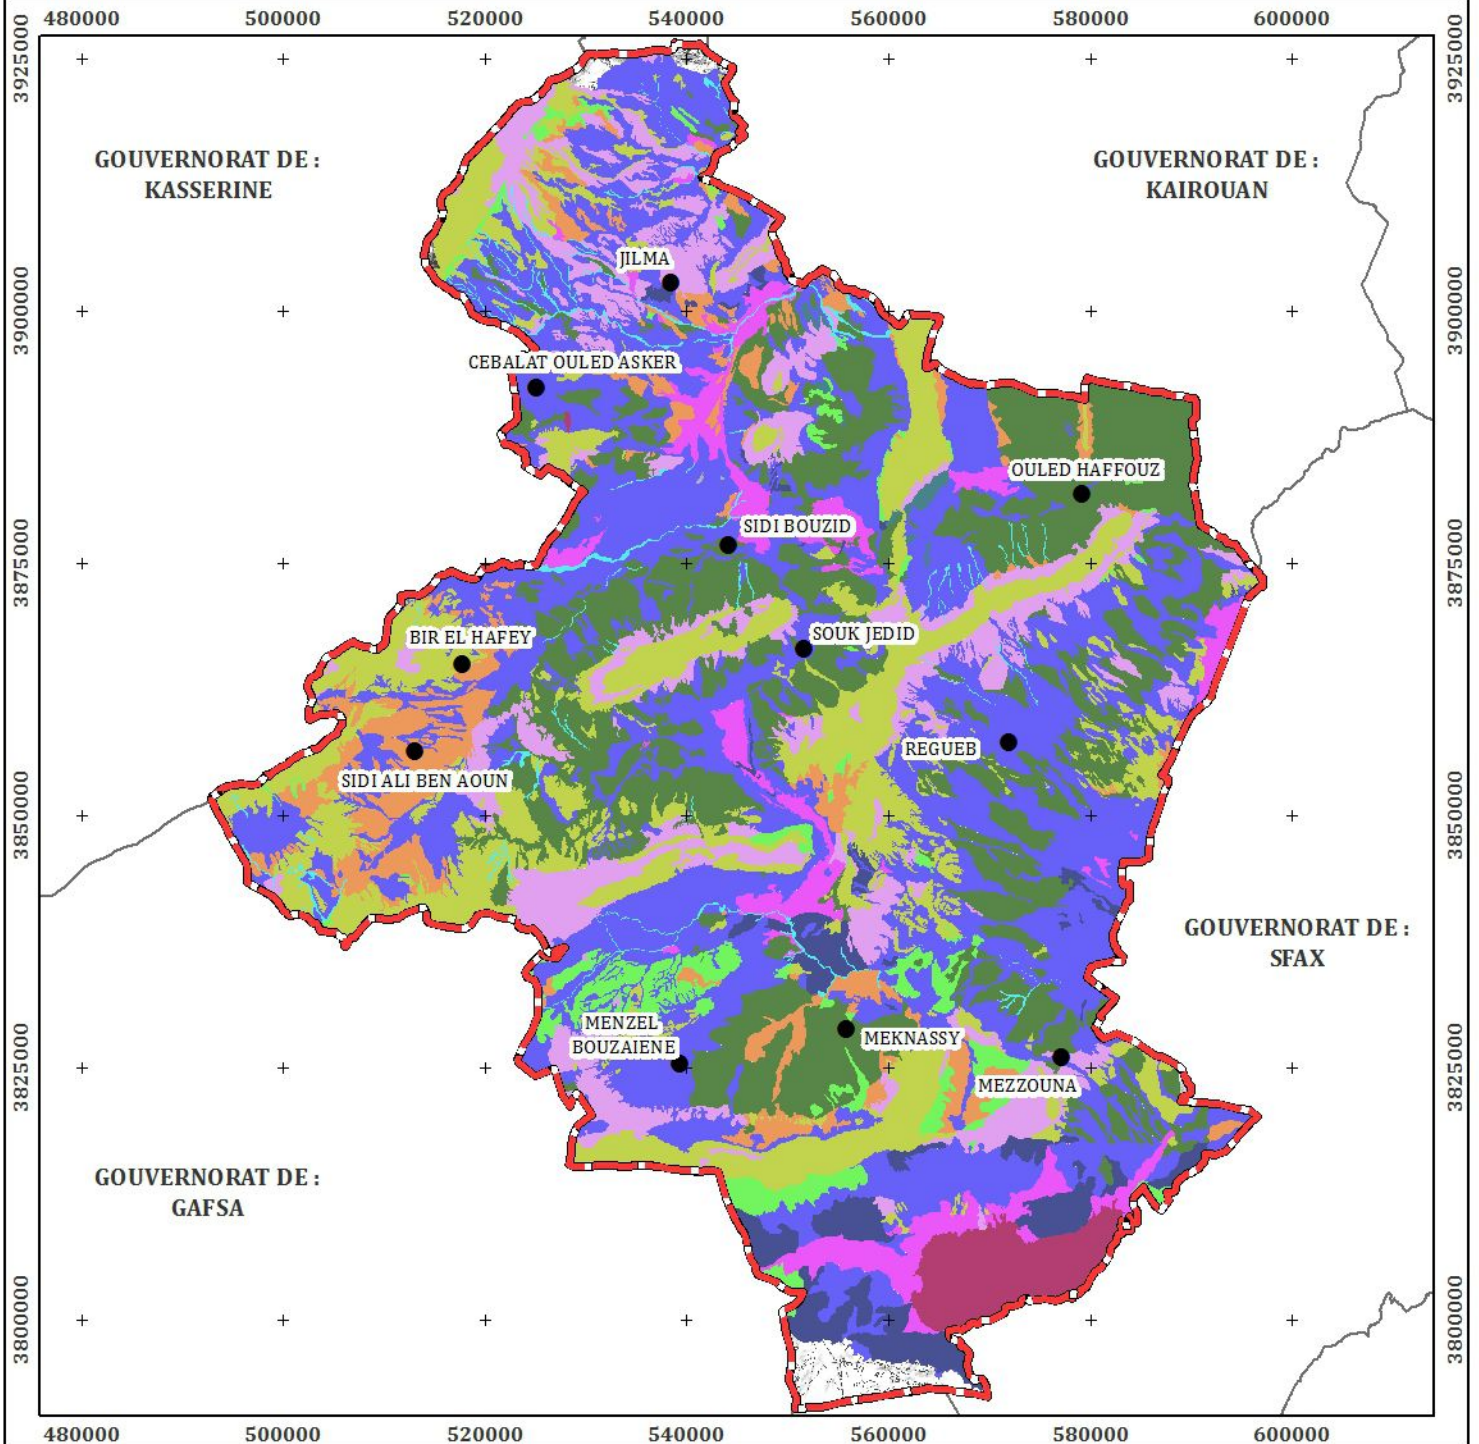 480000 500000 520000 540000 560000 580000 600000
3925000 3925000
GOUVERNORAT DE :
KASSERINE
GOUVERNORAT DE :
KAIROUAN
JILMA
3900000 3900000
CEBALAT OULED ASKER
OULED HAFFOUZ
SIDI BOUZID
3875000 3875000
BIR EL HAFEY
SOUK JEDID
REGUEB
SIDI ALI BEN AOUN
3850000 3850000
GOUVERNORAT DE :
SFAX
MENZEL
BOUZAIENE
MEKNASSY
MEZZOUNA
3825000 3825000
GOUVERNORAT DE :
GAFSA
3800000 3800000
480000 500000 520000 540000 560000 580000 600000